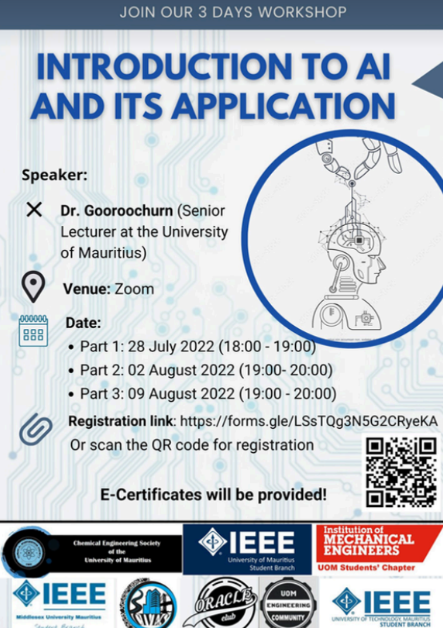 JOIN OUR 3 DAYS WORKSHOP
INTRODUCTION TO AI
AND ITS APPLICATION
Speaker:
Dr. Gooroochurn (Senior
Lecturer at the University
of Mauritius)
Venue: Zoom
Date:
• Part 1: 28 July 2022 (18:00 - 19:00)
• Part 2: 02 August 2022 (19:00- 20:00)
• Part 3: 09 August 2022 (19:00 - 20:00)
Registration link: https://forms.gle/LSsTQg3N5G2CRyeKA
Or scan the QR code for registration
E-Certificates will be provided!
Chemical Engineering Society
of the
University of Mauritius
IEEE
University of Mauritius
Student Branch
Institution of
MECHANICAL
ENGINEERS
UOM Students' Chapter
IEEE
Middlesex University Mauritius
Student Branch
ORACLE
club
UOM
ENGINEERING
COMMUNITY
IEEE
UNIVERSITY OF TECHNOLOGY, MAURITIUS
STUDENT BRANCH